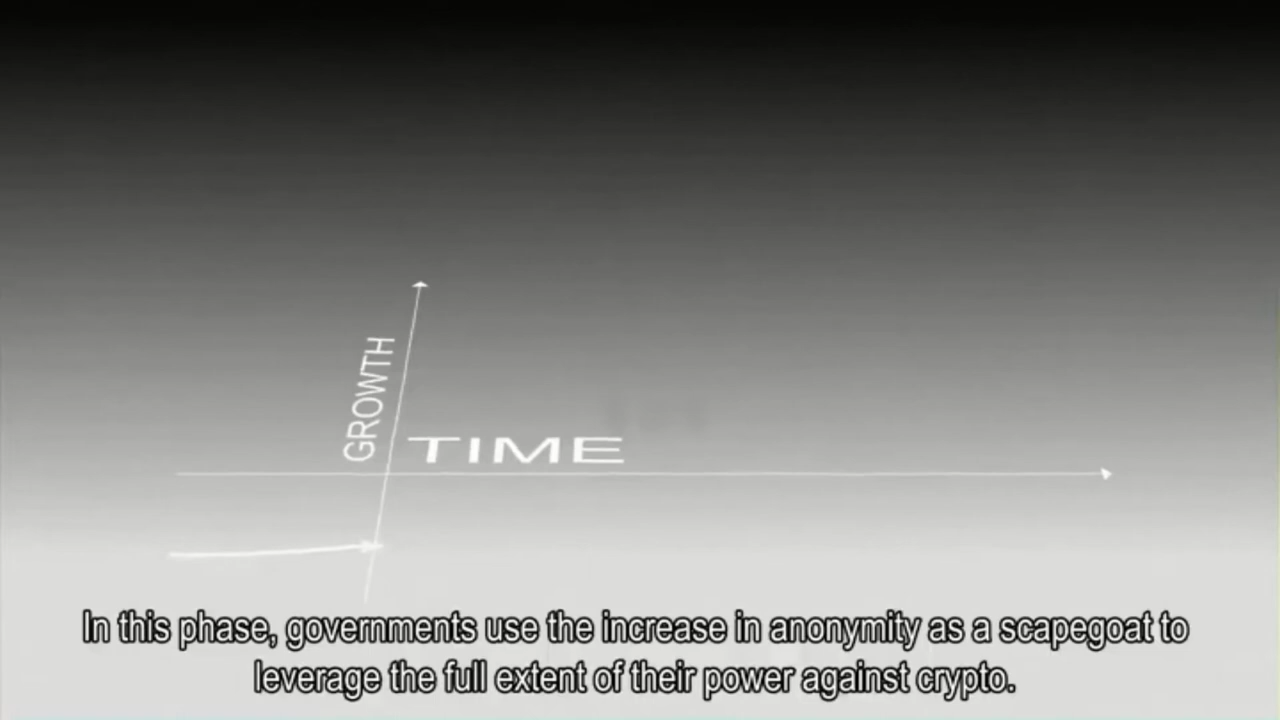 GROWTH
TIME
In this phase, governments use the increase in anonymity as a scapegoat to
leverage the full extent of their power against crypto.